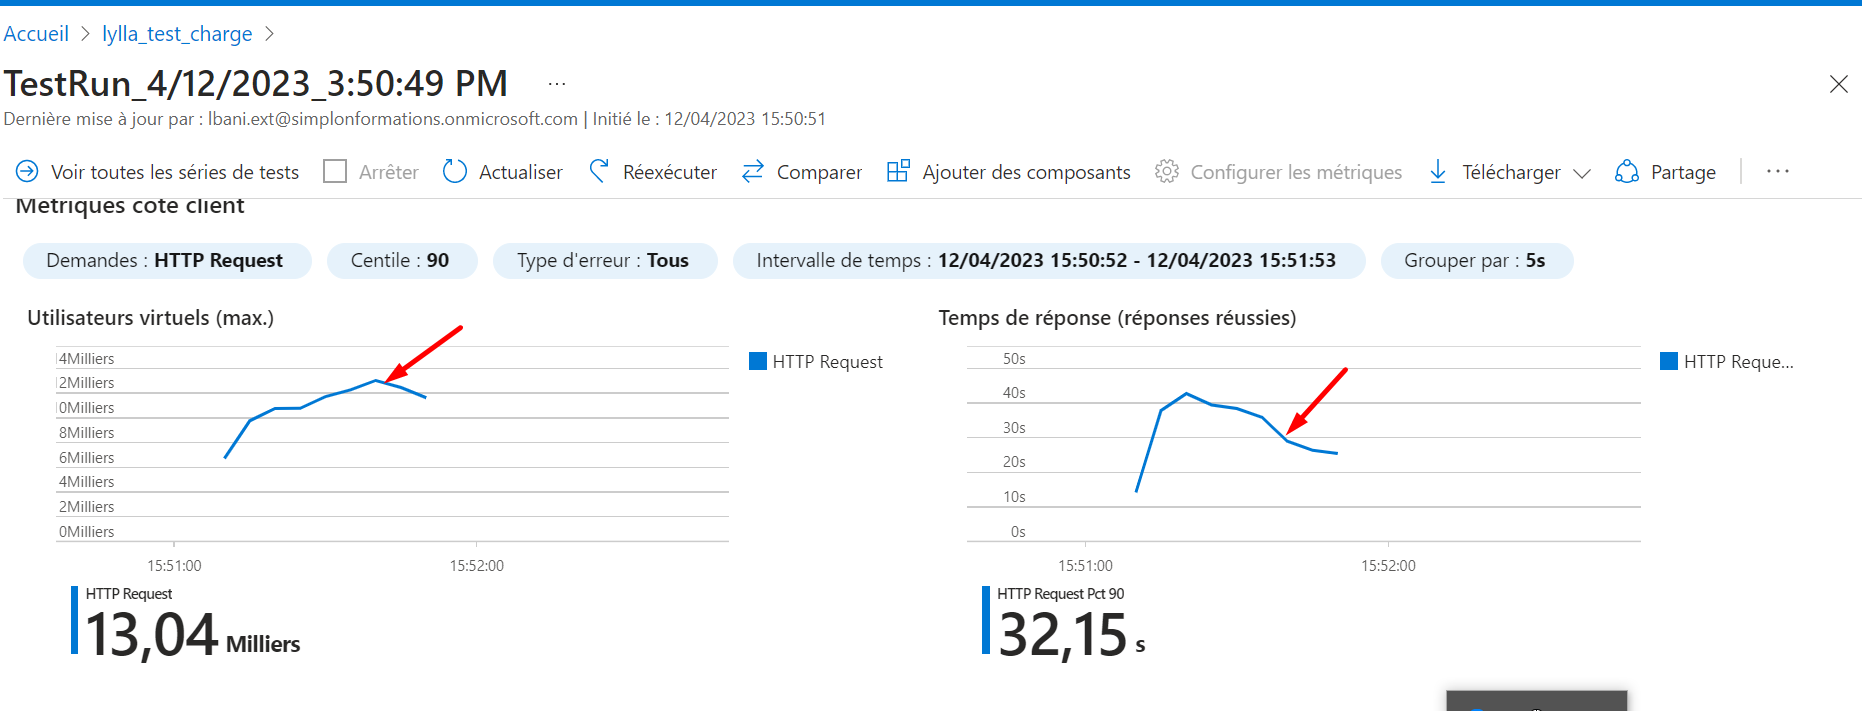 Accueil > lylla_test_charge >
TestRun_4/12/2023_3:50:49 PM ...
Dernière mise à jour par : lbani.ext@simplonformations.onmicrosoft.com | Initié le : 12/04/2023 15:50:51
Voir toutes les séries de tests Arrêter Actualiser Réexécuter Comparer Ajouter des composants Configurer les métriques Télécharger Partage ...
Métriques côté client
Demandes : HTTP Request Centile : 90 Type d'erreur : Tous Intervalle de temps : 12/04/2023 15:50:52 - 12/04/2023 15:51:53 Grouper par : 5s
Utilisateurs virtuels (max.)
14Milliers
12Milliers
10Milliers
8Milliers
6Milliers
4Milliers
2Milliers
0Milliers
15:51:00 15:52:00
HTTP Request
HTTP Request
13,04 Milliers
Temps de réponse (réponses réussies)
50s
40s
30s
20s
10s
0s
15:51:00 15:52:00
HTTP Reque...
HTTP Request Pct 90
32,15 s